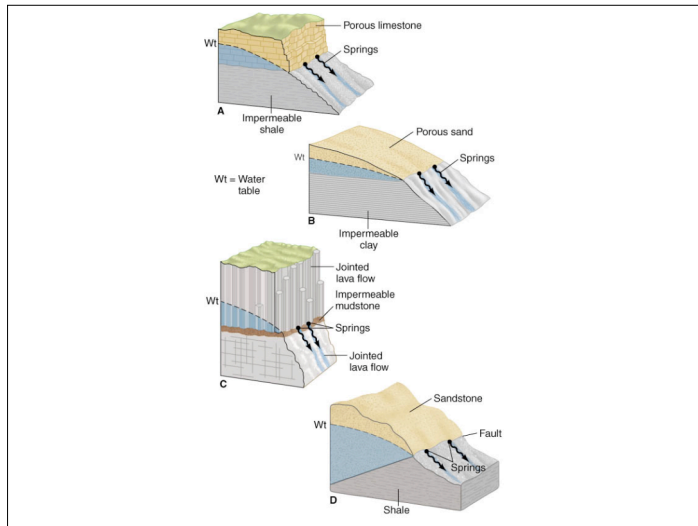 Porous limestone
Wt
Springs
A
Impermeable
shale
Porous sand
Wt
Springs
Wt = Water
table
B
Impermeable
clay
Jointed
lava flow
Impermeable
mudstone
Wt
Springs
Jointed
lava flow
C
Sandstone
Wt
Fault
Springs
D
Shale